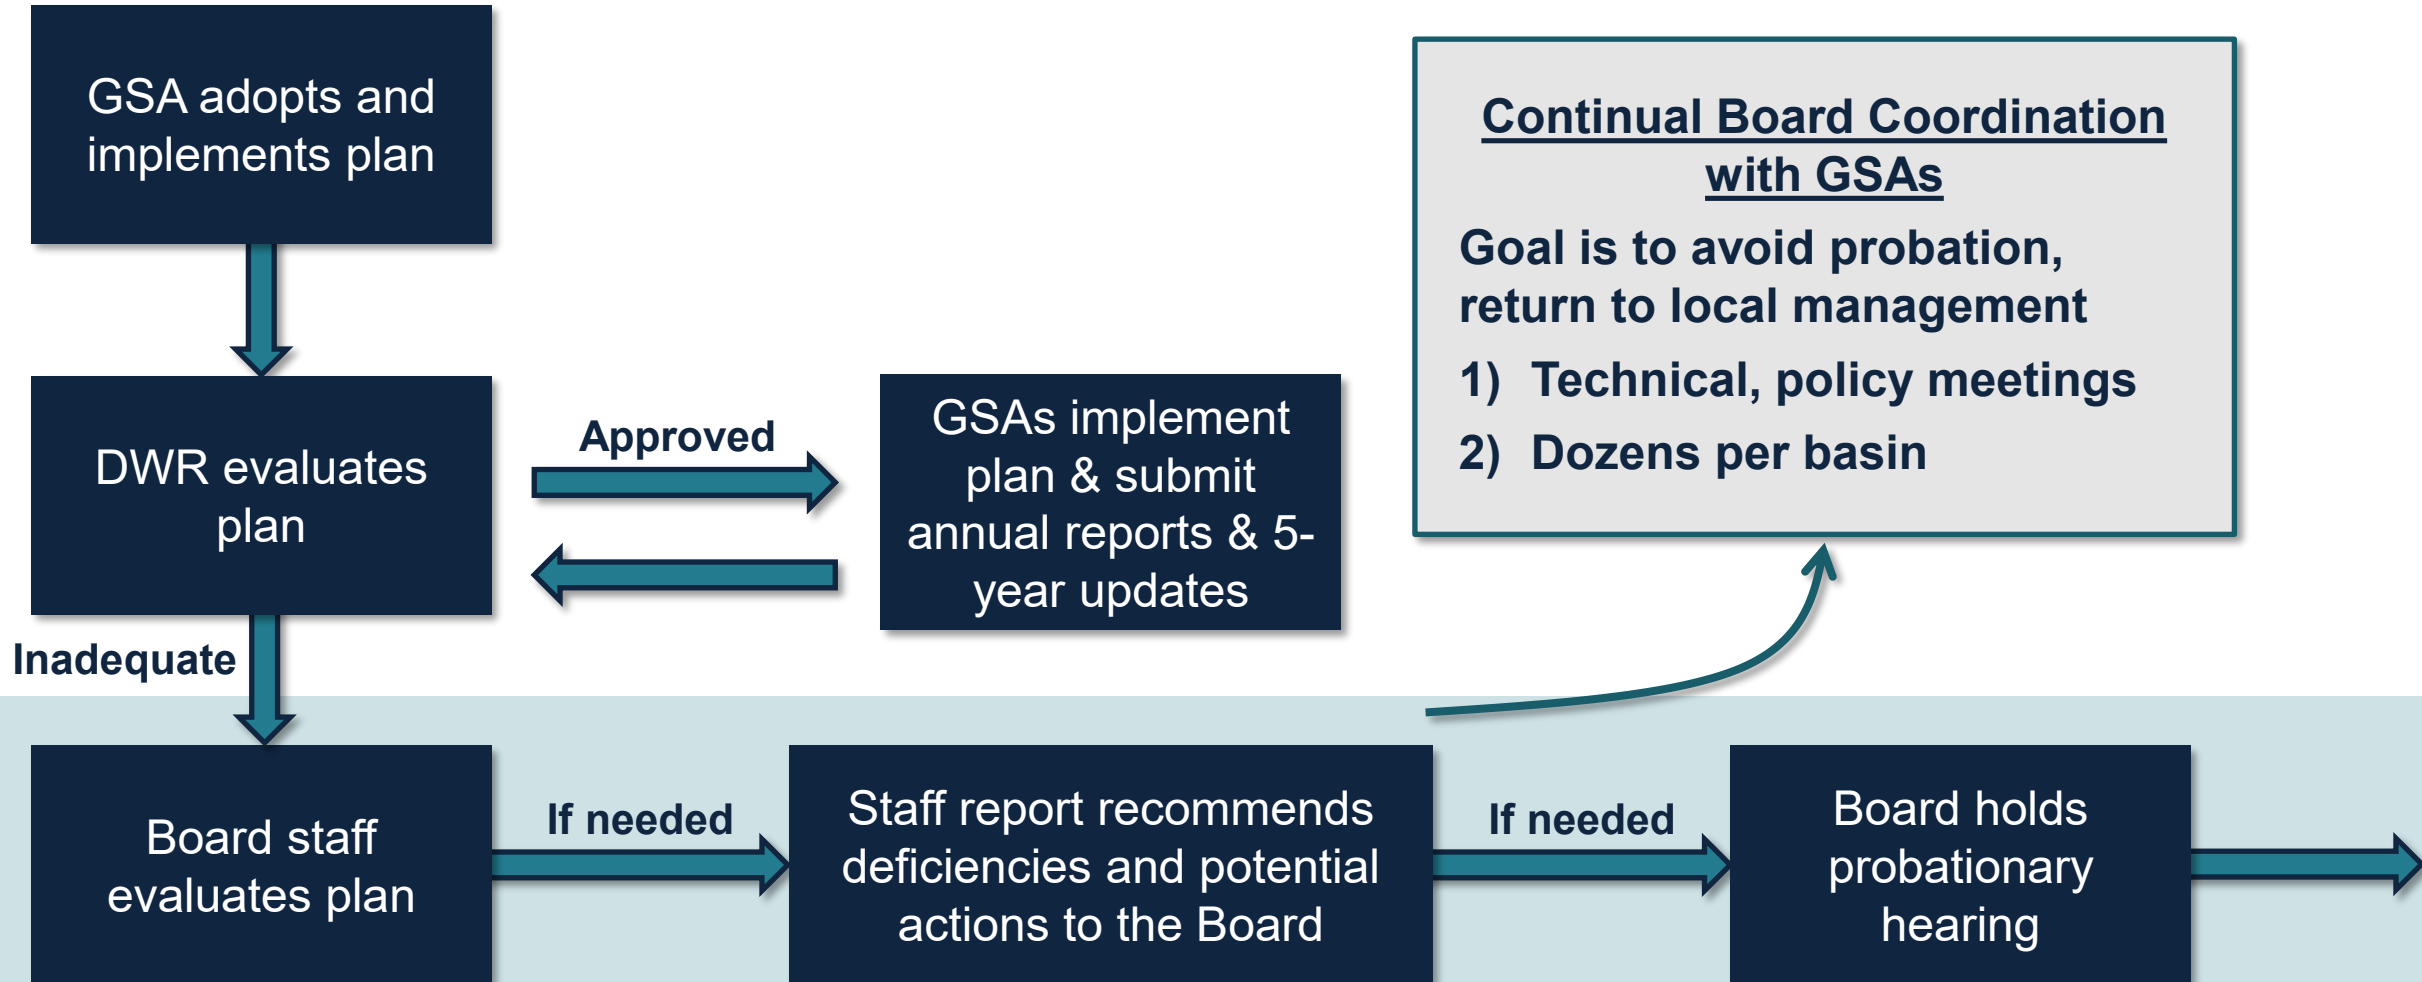 GSA adopts and
implements plan
Continual Board Coordination
with GSAs
Goal is to avoid probation,
return to local management
1) Technical, policy meetings
2) Dozens per basin
DWR evaluates
plan
Approved
GSAs implement
plan & submit
annual reports & 5-
year updates
Inadequate
Board staff
evaluates plan
If needed
Staff report recommends
deficiencies and potential
actions to the Board
If needed
Board holds
probationary
hearing